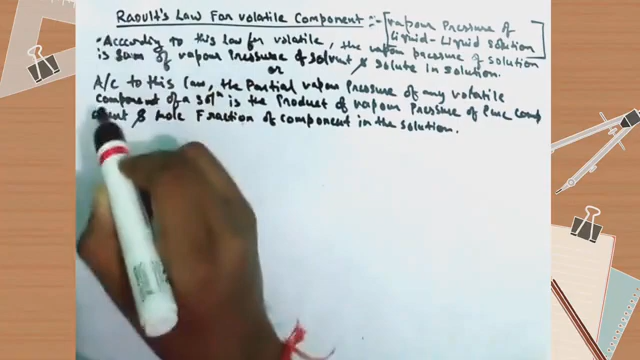 Raoult's Law For volatile Component :- [vapour Pressure of
liquid-liquid solution]
- According to this law for volatile, the vapour pressure of solution
is sum of vapour Pressure of solvent & solute in solution.
or
A/c to this law, the Partial vapour Pressure of any volatile
component of a solⁿ is the Product of vapour Pressure of pure comp
onent & mole Fraction of component in the solution.